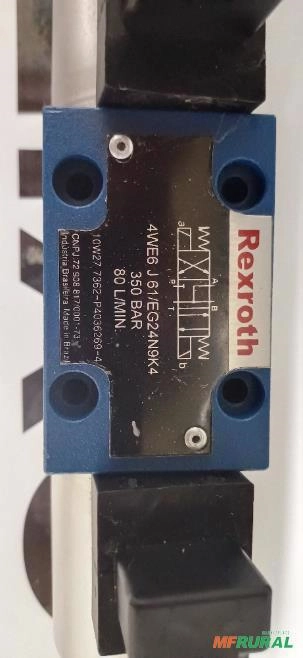 Rexroth
A B
a b
P T
4WE6 J 61/EG24N9K4
350 BAR
80 L/MIN.
10W27 7362-P4036269-4
CNPJ-72.908.817/0001-73
Indústria Brasileira Made in Brazil
MFRURAL